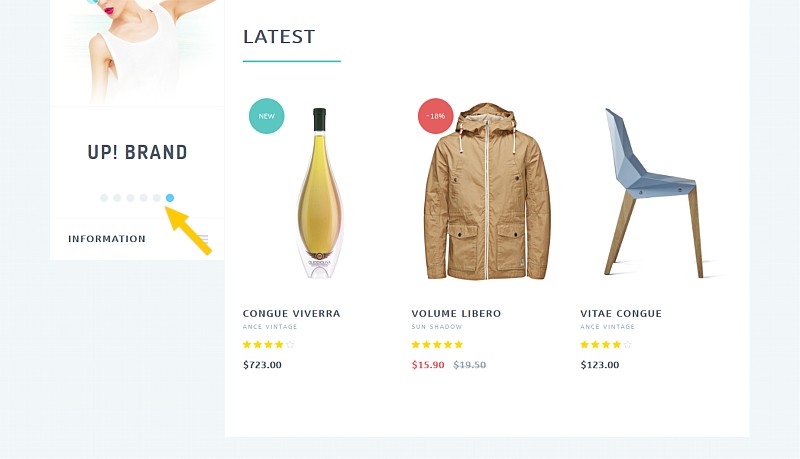 UP! BRAND
INFORMATION
LATEST
NEW
-18%
CONGUE VIVERRA
ANCE VINTAGE
$723.00
VOLUME LIBERO
SUN SHADOW
$15.90 $19.50
VITAE CONGUE
ANCE VINTAGE
$123.00